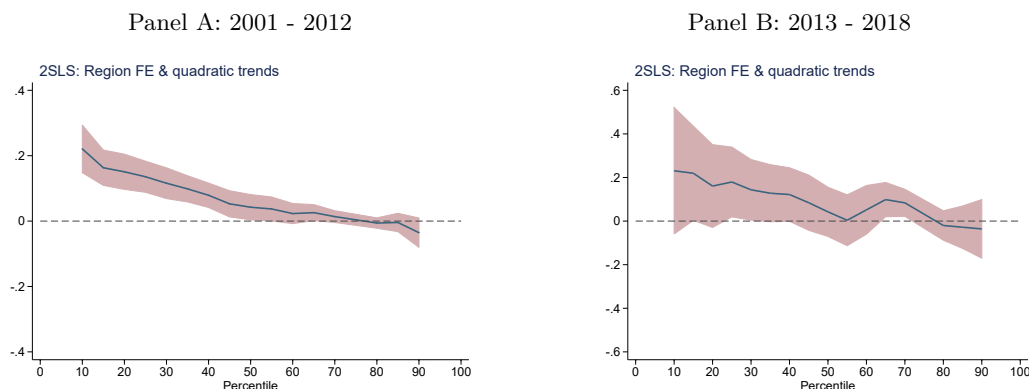 Panel A: 2001 - 2012
2SLS: Region FE & quadratic trends
.4
.2
0
-.2
-.4
0 10 20 30 40 50 60 70 80 90 100
Percentile
Panel B: 2013 - 2018
2SLS: Region FE & quadratic trends
.6
.4
.2
0
-.2
-.4
-.6
0 10 20 30 40 50 60 70 80 90 100
Percentile